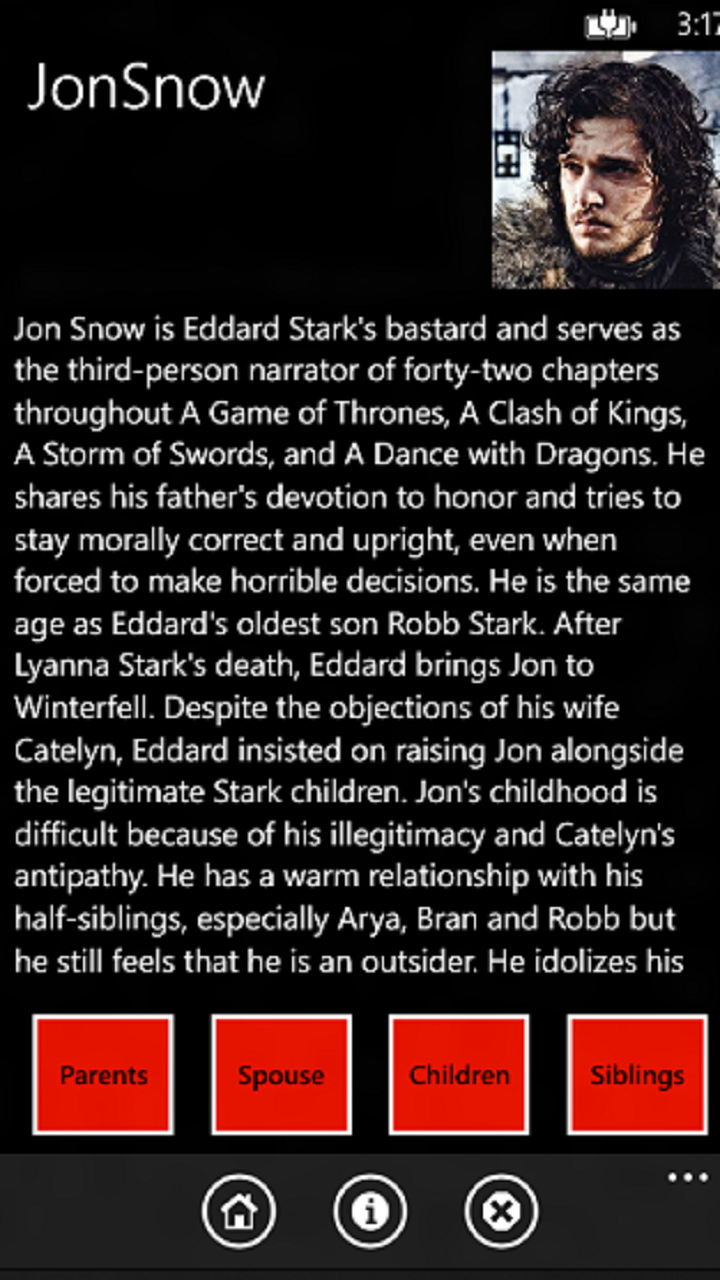 3:17
JonSnow
Jon Snow is Eddard Stark's bastard and serves as
the third-person narrator of forty-two chapters
throughout A Game of Thrones, A Clash of Kings,
A Storm of Swords, and A Dance with Dragons. He
shares his father's devotion to honor and tries to
stay morally correct and upright, even when
forced to make horrible decisions. He is the same
age as Eddard's oldest son Robb Stark. After
Lyanna Stark's death, Eddard brings Jon to
Winterfell. Despite the objections of his wife
Catelyn, Eddard insisted on raising Jon alongside
the legitimate Stark children. Jon's childhood is
difficult because of his illegitimacy and Catelyn's
antipathy. He has a warm relationship with his
half-siblings, especially Arya, Bran and Robb but
he still feels that he is an outsider. He idolizes his
Parents Spouse Children Siblings